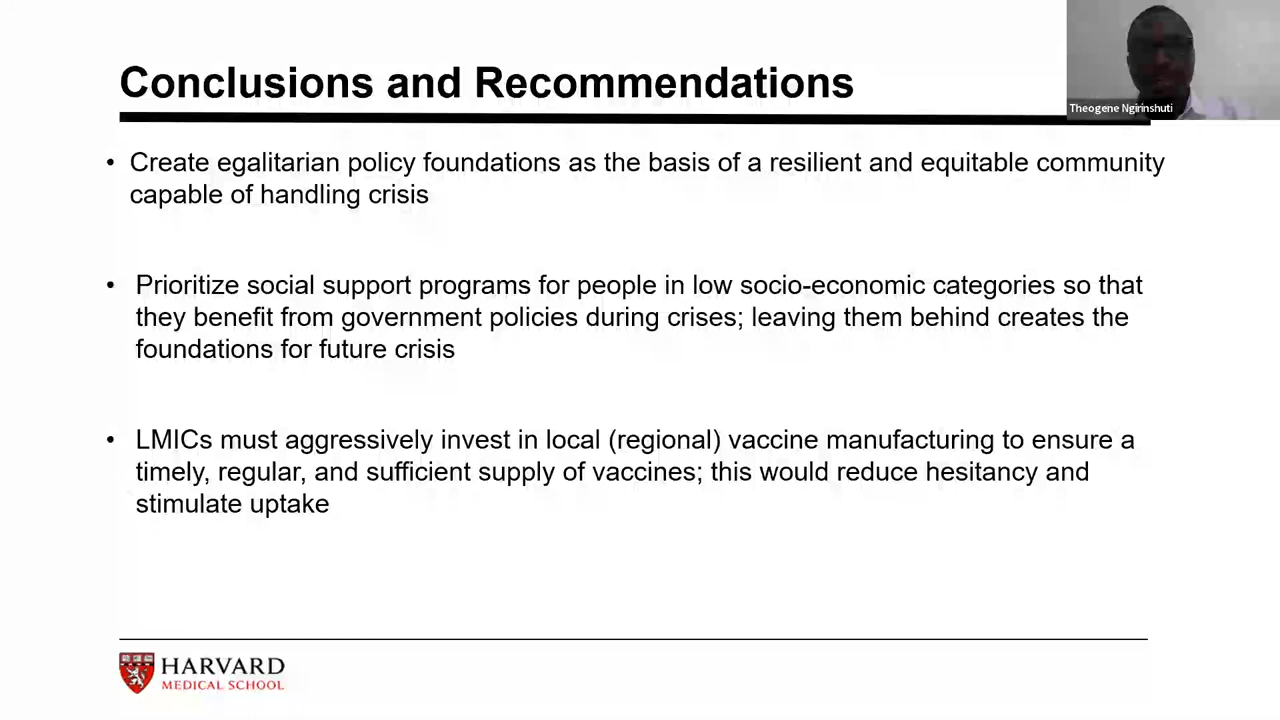 Conclusions and Recommendations
Theogene Ngirinshuti
• Create egalitarian policy foundations as the basis of a resilient and equitable community
capable of handling crisis
• Prioritize social support programs for people in low socio-economic categories so that
they benefit from government policies during crises; leaving them behind creates the
foundations for future crisis
• LMICs must aggressively invest in local (regional) vaccine manufacturing to ensure a
timely, regular, and sufficient supply of vaccines; this would reduce hesitancy and
stimulate uptake
HARVARD
MEDICAL SCHOOL